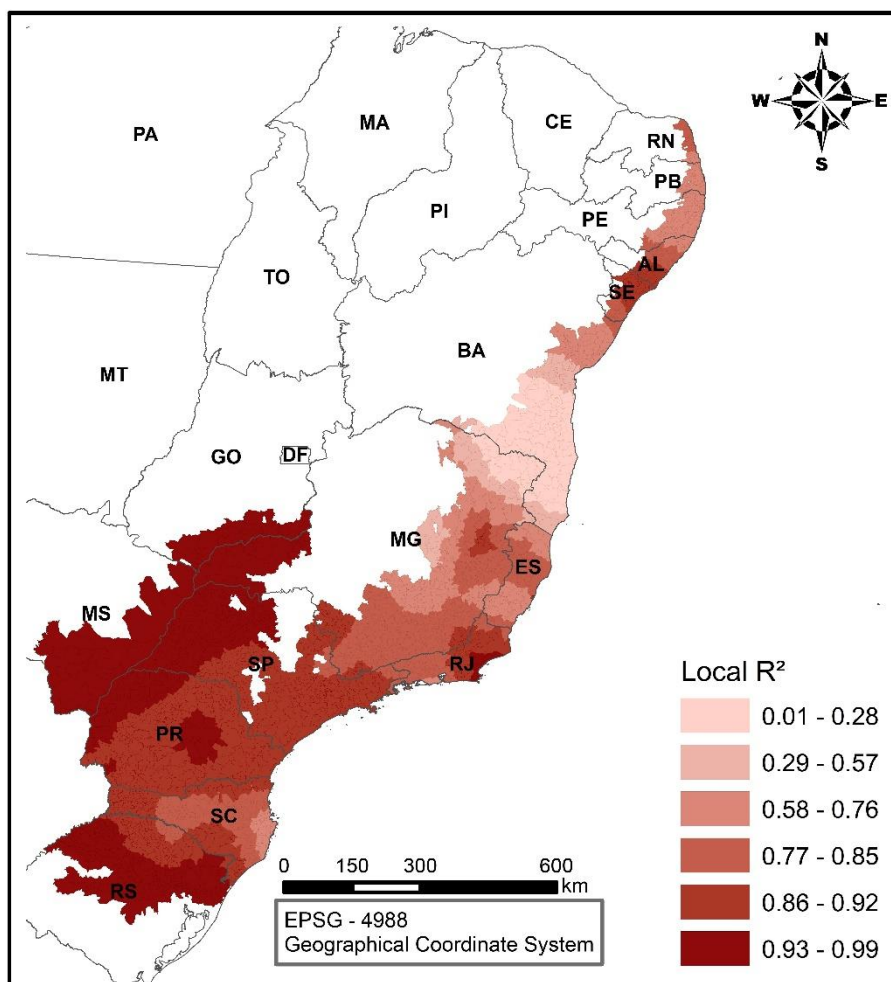 N
W E
S
MA
CE
PA
RN
PB
PI
PE
AL
TO
SE
BA
MT
GO
DF
MG
ES
MS
SP
RJ
PR
SC
RS
Local R²
0.01 - 0.28
0.29 - 0.57
0.58 - 0.76
0.77 - 0.85
0.86 - 0.92
0.93 - 0.99
0 150 300 600
km
EPSG - 4988
Geographical Coordinate System